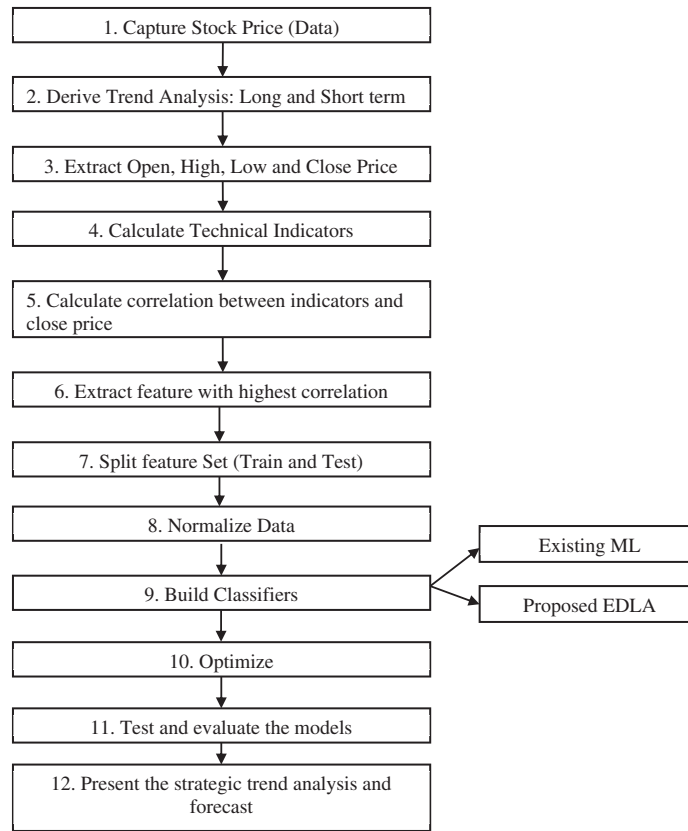 1. Capture Stock Price (Data)
2. Derive Trend Analysis: Long and Short term
3. Extract Open, High, Low and Close Price
4. Calculate Technical Indicators
5. Calculate correlation between indicators and
close price
6. Extract feature with highest correlation
7. Split feature Set (Train and Test)
8. Normalize Data
Existing ML
9. Build Classifiers
Proposed EDLA
10. Optimize
11. Test and evaluate the models
12. Present the strategic trend analysis and
forecast